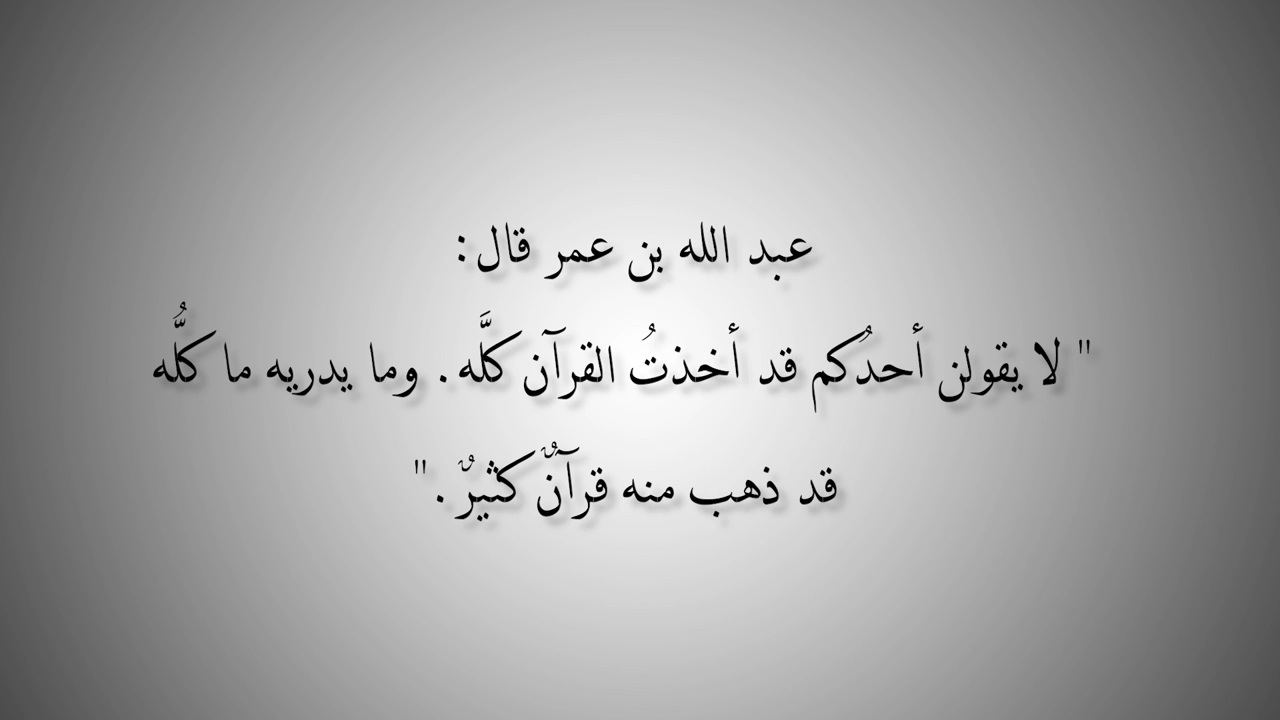 عبد الله بن عمر قال:
" لا يقولن أحدُكم قد أخذتُ القرآن كلَّه. وما يدريه ما كلُّه
قد ذهب منه قرآنٌ كثيرٌ."